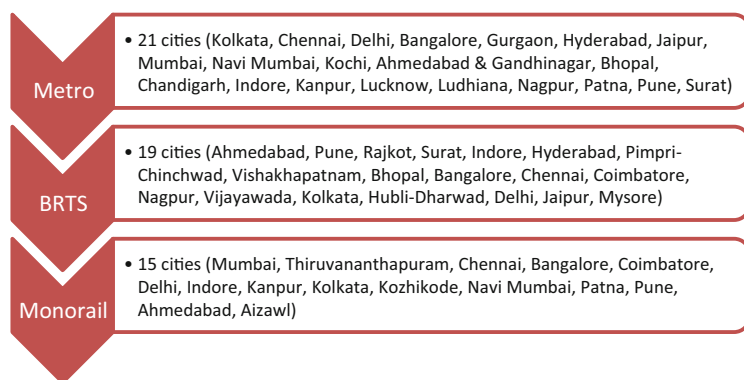 Metro
• 21 cities (Kolkata, Chennai, Delhi, Bangalore, Gurgaon, Hyderabad, Jaipur,
Mumbai, Navi Mumbai, Kochi, Ahmedabad & Gandhinagar, Bhopal,
Chandigarh, Indore, Kanpur, Lucknow, Ludhiana, Nagpur, Patna, Pune, Surat)
BRTS
• 19 cities (Ahmedabad, Pune, Rajkot, Surat, Indore, Hyderabad, Pimpri-
Chinchwad, Vishakhapatnam, Bhopal, Bangalore, Chennai, Coimbatore,
Nagpur, Vijayawada, Kolkata, Hubli-Dharwad, Delhi, Jaipur, Mysore)
Monorail
• 15 cities (Mumbai, Thiruvananthapuram, Chennai, Bangalore, Coimbatore,
Delhi, Indore, Kanpur, Kolkata, Kozhikode, Navi Mumbai, Patna, Pune,
Ahmedabad, Aizawl)